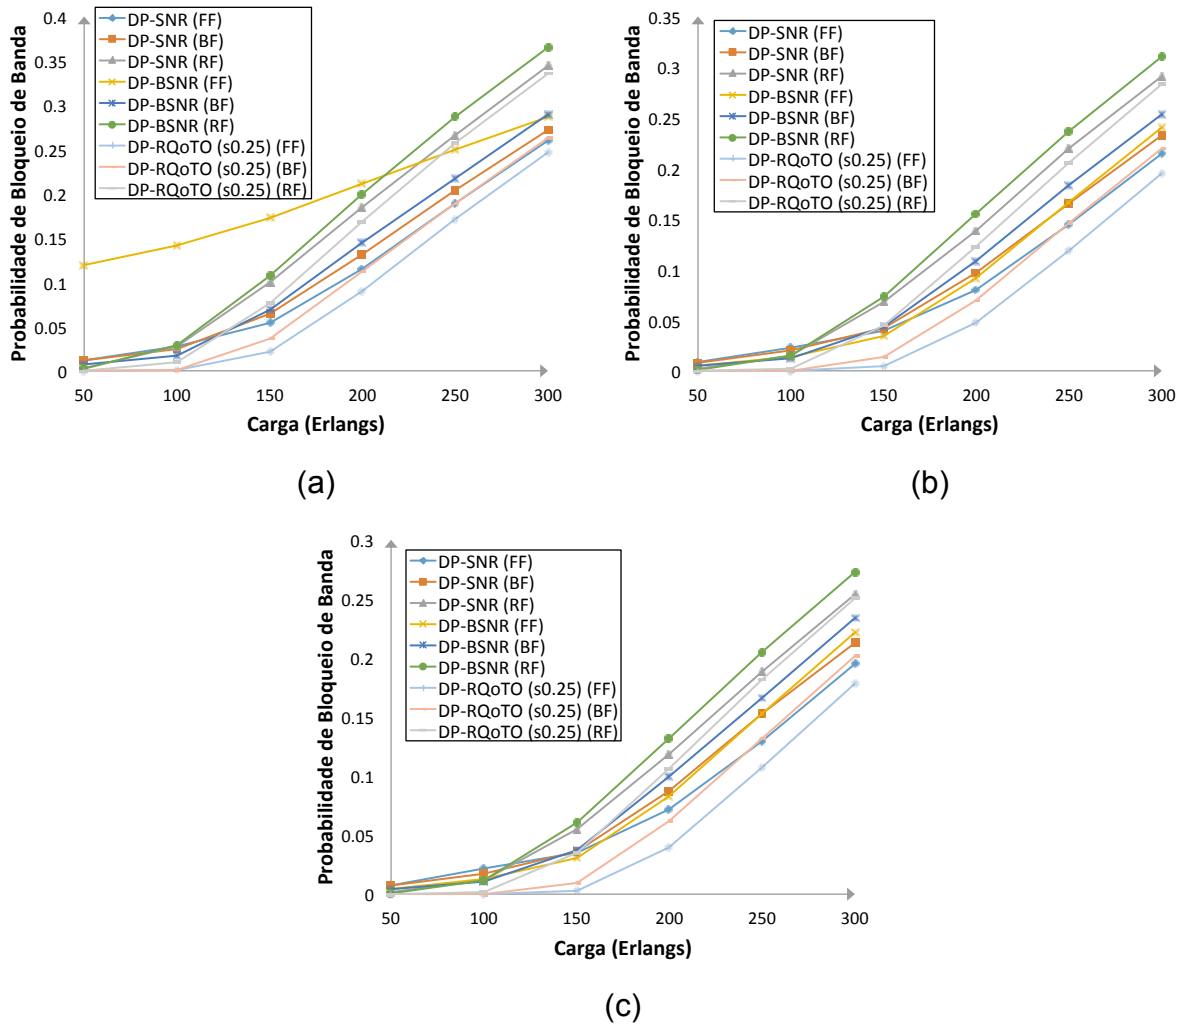 Probabilidade de Bloqueio de Banda
0.4
0.35
0.3
0.25
0.2
0.15
0.1
0.05
0
DP-SNR (FF)
DP-SNR (BF)
DP-SNR (RF)
DP-BSNR (FF)
DP-BSNR (BF)
DP-BSNR (RF)
DP-RQoTO (s0.25) (FF)
DP-RQoTO (s0.25) (BF)
DP-RQoTO (s0.25) (RF)
50 100 150 200 250 300
Carga (Erlangs)
(a)
Probabilidade de Bloqueio de Banda
0.35
0.3
0.25
0.2
0.15
0.1
0.05
0
DP-SNR (FF)
DP-SNR (BF)
DP-SNR (RF)
DP-BSNR (FF)
DP-BSNR (BF)
DP-BSNR (RF)
DP-RQoTO (s0.25) (FF)
DP-RQoTO (s0.25) (BF)
DP-RQoTO (s0.25) (RF)
50 100 150 200 250 300
Carga (Erlangs)
(b)
Probabilidade de Bloqueio de Banda
0.3
0.25
0.2
0.15
0.1
0.05
0
DP-SNR (FF)
DP-SNR (BF)
DP-SNR (RF)
DP-BSNR (FF)
DP-BSNR (BF)
DP-BSNR (RF)
DP-RQoTO (s0.25) (FF)
DP-RQoTO (s0.25) (BF)
DP-RQoTO (s0.25) (RF)
50 100 150 200 250 300
Carga (Erlangs)
(c)